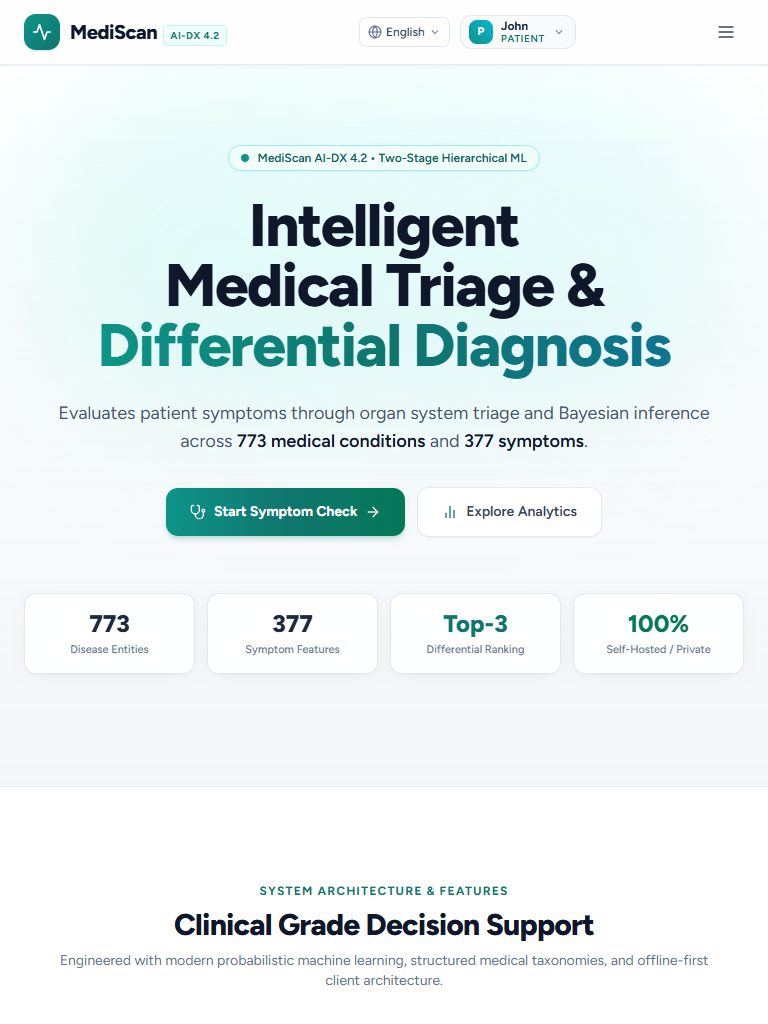 MediScan AI-DX 4.2
English
P
John
PATIENT
MediScan AI-DX 4.2 • Two-Stage Hierarchical ML
Intelligent
Medical Triage &
Differential Diagnosis
Evaluates patient symptoms through organ system triage and Bayesian inference
across 773 medical conditions and 377 symptoms.
Start Symptom Check
Explore Analytics
773
Disease Entities
377
Symptom Features
Top-3
Differential Ranking
100%
Self-Hosted / Private
SYSTEM ARCHITECTURE & FEATURES
Clinical Grade Decision Support
Engineered with modern probabilistic machine learning, structured medical taxonomies, and offline-first
client architecture.